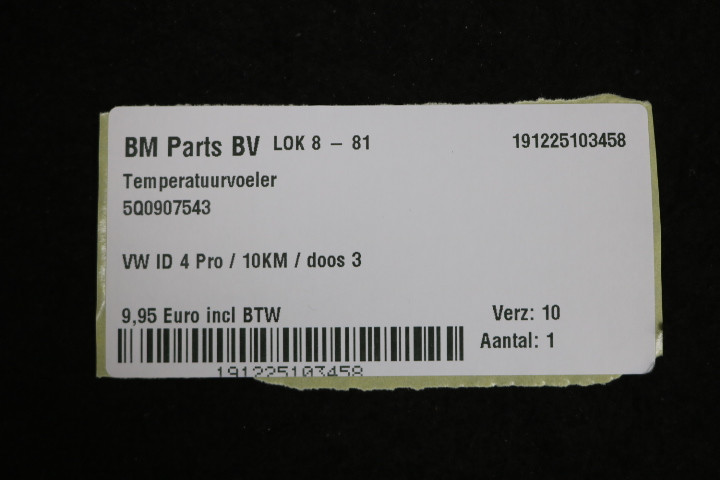 BM Parts BV LOK 8 – 81 191225103458
Temperatuurvoeler
5Q0907543
VW ID 4 Pro / 10KM / doos 3
9,95 Euro incl BTW Verz: 10
Aantal: 1
191225103458